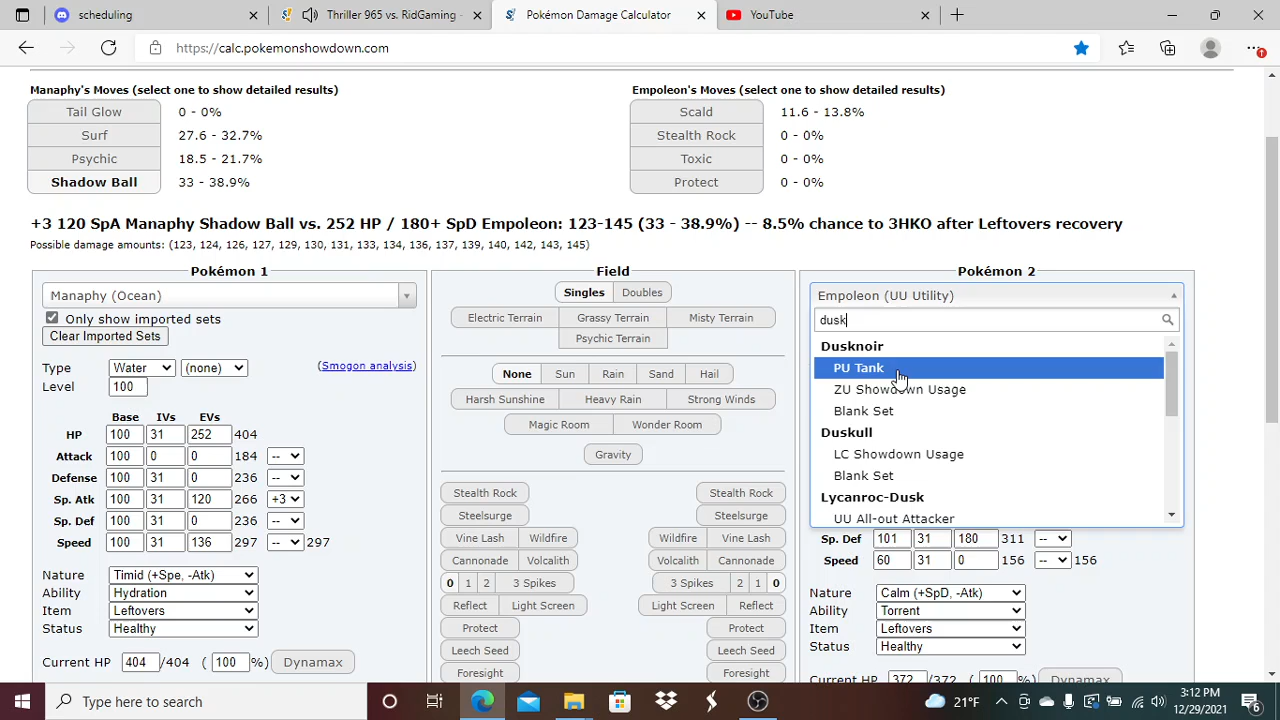 scheduling
Thriller 965 vs. RidGaming -
Pokémon Damage Calculator
YouTube
https://calc.pokemonshowdown.com
Manaphy's Moves (select one to show detailed results)
Tail Glow 0 - 0%
Surf 27.6 - 32.7%
Psychic 18.5 - 21.7%
Shadow Ball 33 - 38.9%
Empoleon's Moves (select one to show detailed results)
Scald 11.6 - 13.8%
Stealth Rock 0 - 0%
Toxic 0 - 0%
Protect 0 - 0%
+3 120 SpA Manaphy Shadow Ball vs. 252 HP / 180+ SpD Empoleon: 123-145 (33 - 38.9%) -- 8.5% chance to 3HKO after Leftovers recovery
Possible damage amounts: (123, 124, 126, 127, 129, 130, 131, 133, 134, 136, 137, 139, 140, 142, 143, 145)
Pokémon 1
Manaphy (Ocean)
Only show imported sets
Clear Imported Sets
Type Water (none) (Smogon analysis)
Level 100
Base IVs EVs
HP 100 31 252 404
Attack 100 0 0 184 --
Defense 100 31 0 236 --
Sp. Atk 100 31 120 266 +3
Sp. Def 100 31 0 236 --
Speed 100 31 136 297 -- 297
Nature Timid (+Spe, -Atk)
Ability Hydration
Item Leftovers
Status Healthy
Current HP 404 /404 ( 100 %) Dynamax
Field
Singles Doubles
Electric Terrain Grassy Terrain Misty Terrain
Psychic Terrain
None Sun Rain Sand Hail
Harsh Sunshine Heavy Rain Strong Winds
Magic Room Wonder Room
Gravity
Stealth Rock Stealth Rock
Steelsurge Steelsurge
Vine Lash Wildfire Wildfire Vine Lash
Cannonade Volcalith Volcalith Cannonade
0 1 2 3 Spikes 3 Spikes 2 1 0
Reflect Light Screen Light Screen Reflect
Protect Protect
Leech Seed Leech Seed
Foresight Foresight
Pokémon 2
Empoleon (UU Utility)
dusk
Dusknoir
PU Tank
ZU Showdown Usage
Blank Set
Duskull
LC Showdown Usage
Blank Set
Lycanroc-Dusk
UU All-out Attacker
Sp. Def 101 31 180 311 --
Speed 60 31 0 156 -- 156
Nature Calm (+SpD, -Atk)
Ability Torrent
Item Leftovers
Status Healthy
Current HP 372 /372 ( 100 %) Dynamax
Type here to search
21°F
3:12 PM
12/29/2021
6